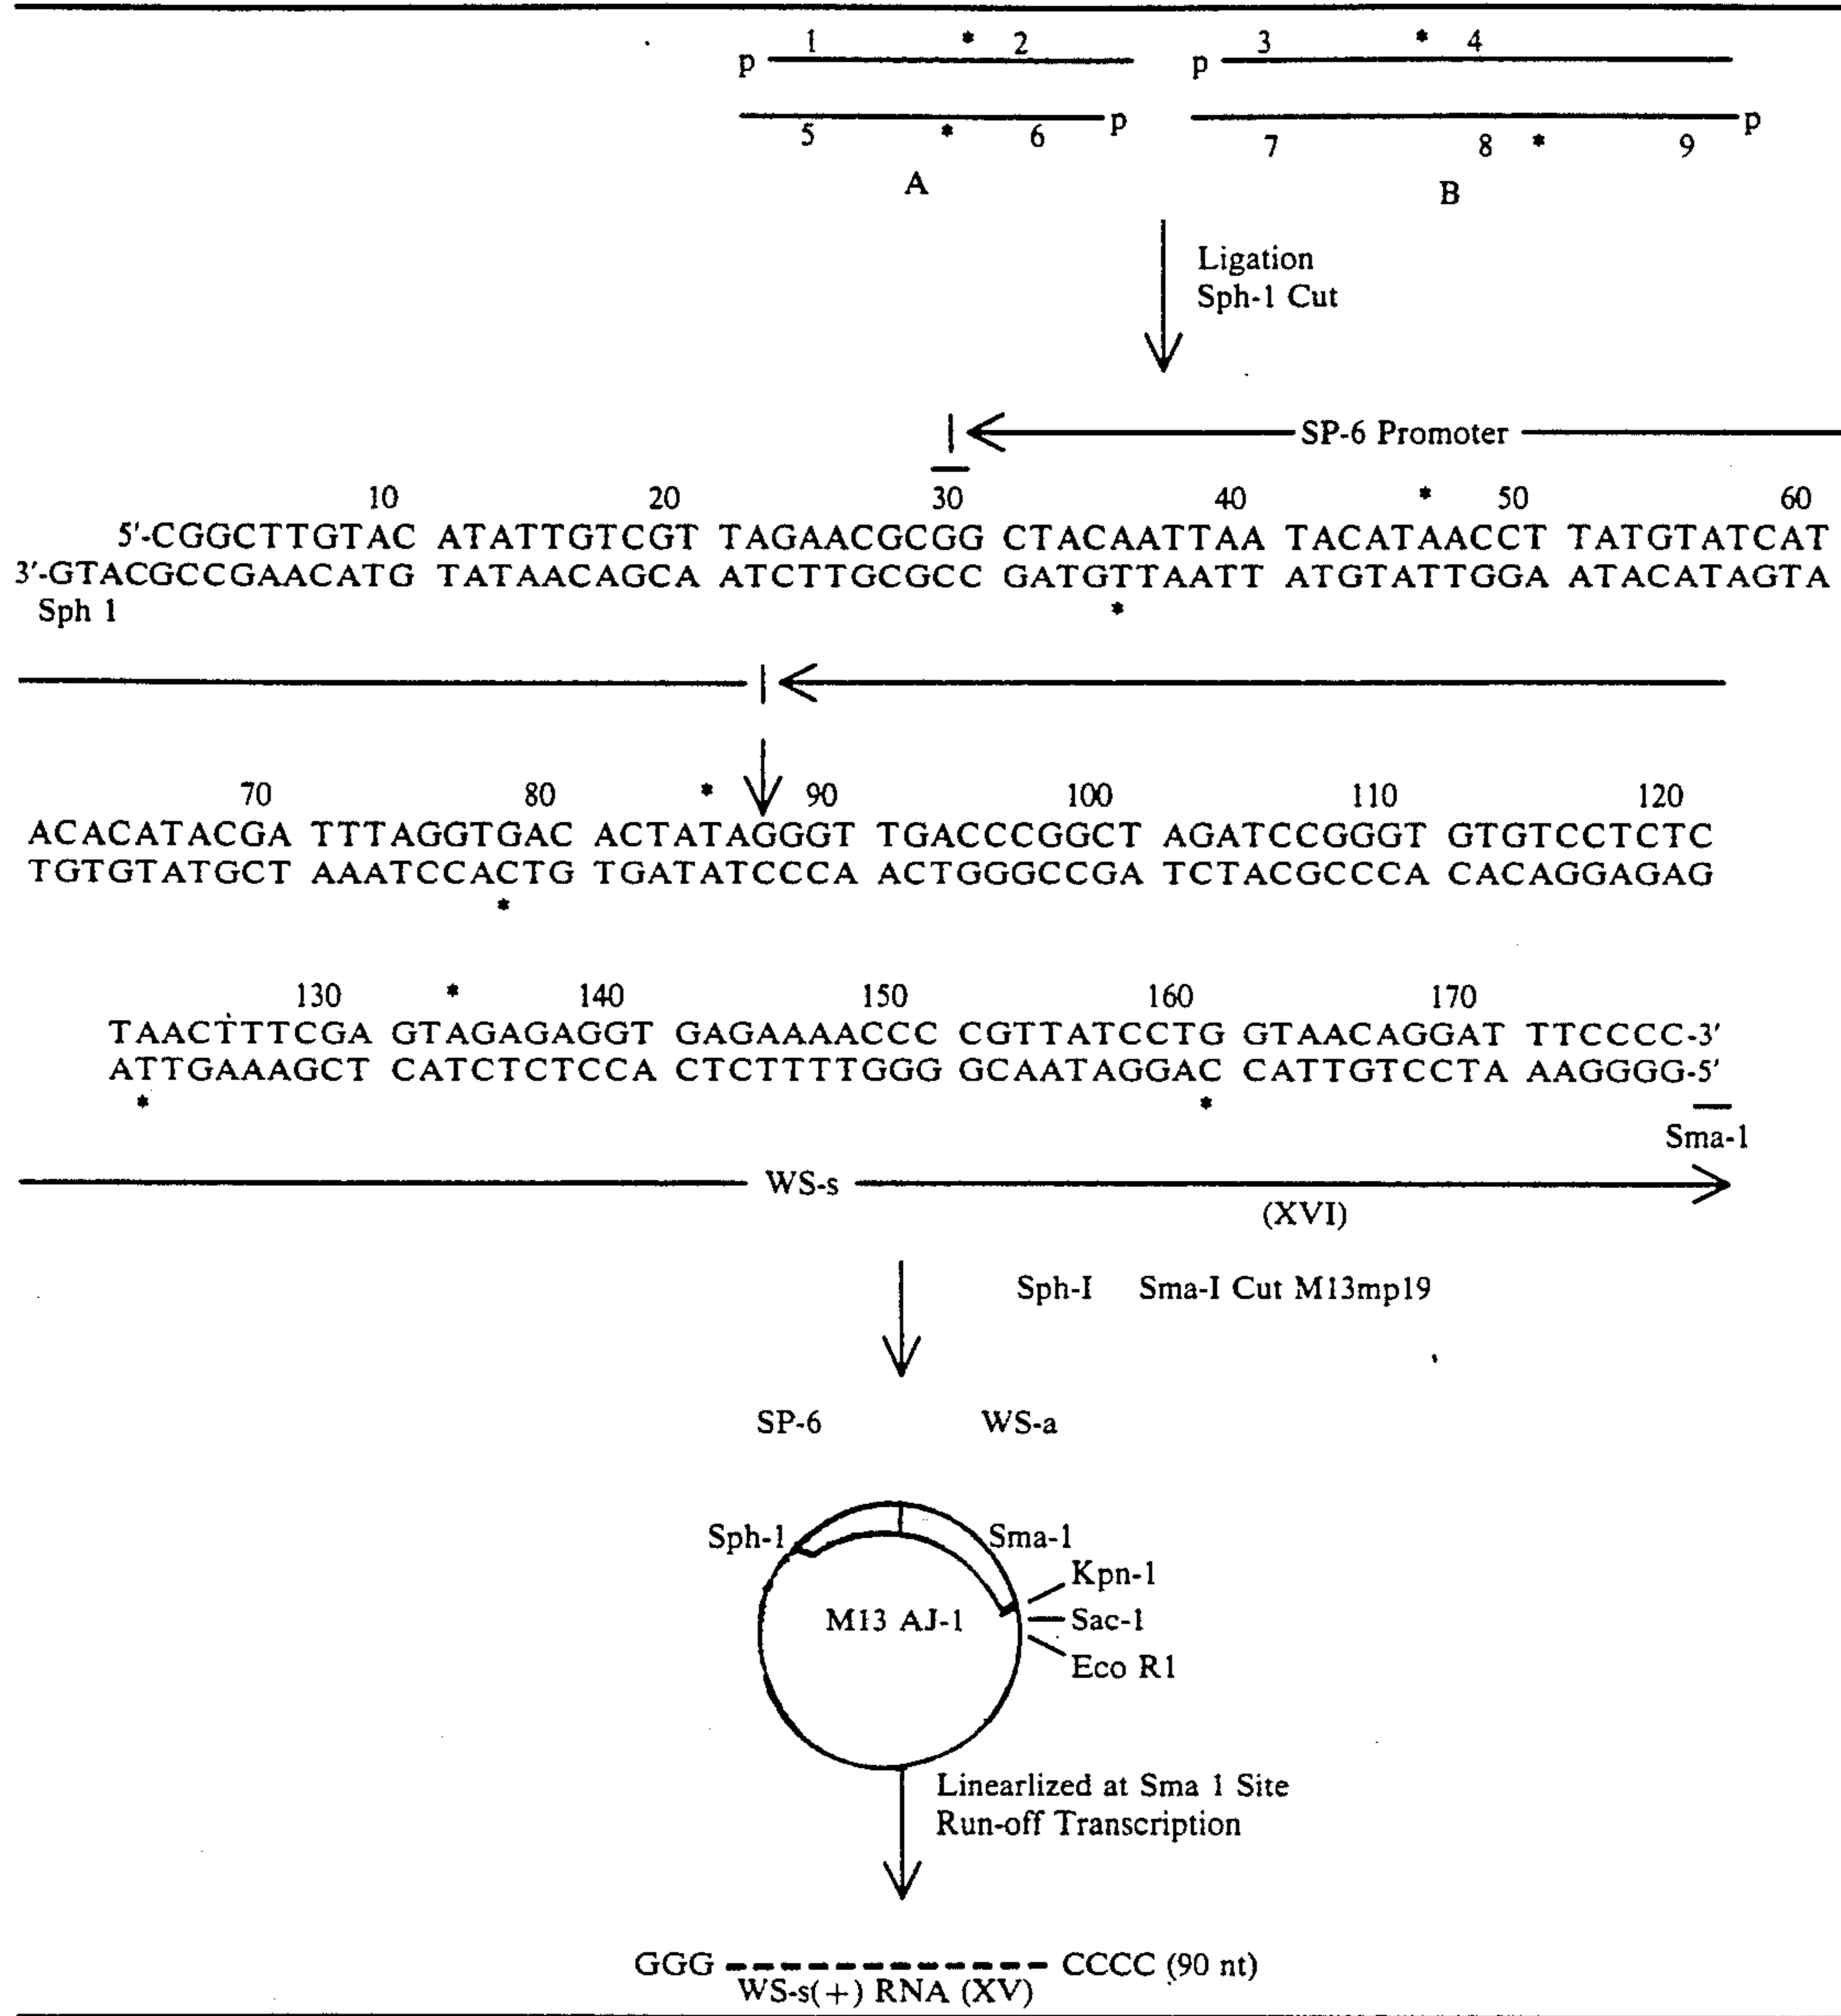 1 * 2 3 * 4
p p
p p
5 * 6 7 8 * 9
A B
Ligation
Sph-1 Cut
SP-6 Promoter
10 20 30 40 * 50 60
5'-CGGCTTGTAC ATATTGTCGT TAGAACGCGG CTACAATTAA TACATAACCT TATGTATCAT
3'-GTACGCCGAACATG TATAACAGCA ATCTTGCGCC GATGTTAATT ATGTATTGGA ATACATAGTA
Sph 1 *
70 80 * 90 100 110 120
ACACATACGA TTTAGGTGAC ACTATAGGGT TGACCCGGCT AGATCCGGGT GTGTCCTCTC
TGTGTATGCT AAATCCACTG TGATATCCCA ACTGGGCCGA TCTACGCCCA CACAGGAGAG
*
130 * 140 150 160 170
TAACTTTCGA GTAGAGAGGT GAGAAAACCC CGTTATCCTG GTAACAGGAT TTCCCC-3'
ATTGAAAGCT CATCTCTCCA CTCTTTTGGG GCAATAGGAC CATTGTCCTA AAGGGG-5'
* *
Sma-1
WS-s
(XVI)
Sph-I Sma-I Cut M13mp19
SP-6 WS-a
Sph-1 Sma-1
Kpn-1
M13 AJ-1 Sac-1
Eco R1
Linearlized at Sma 1 Site
Run-off Transcription
GGG CCCC (90 nt)
WS-s(+) RNA (XV)